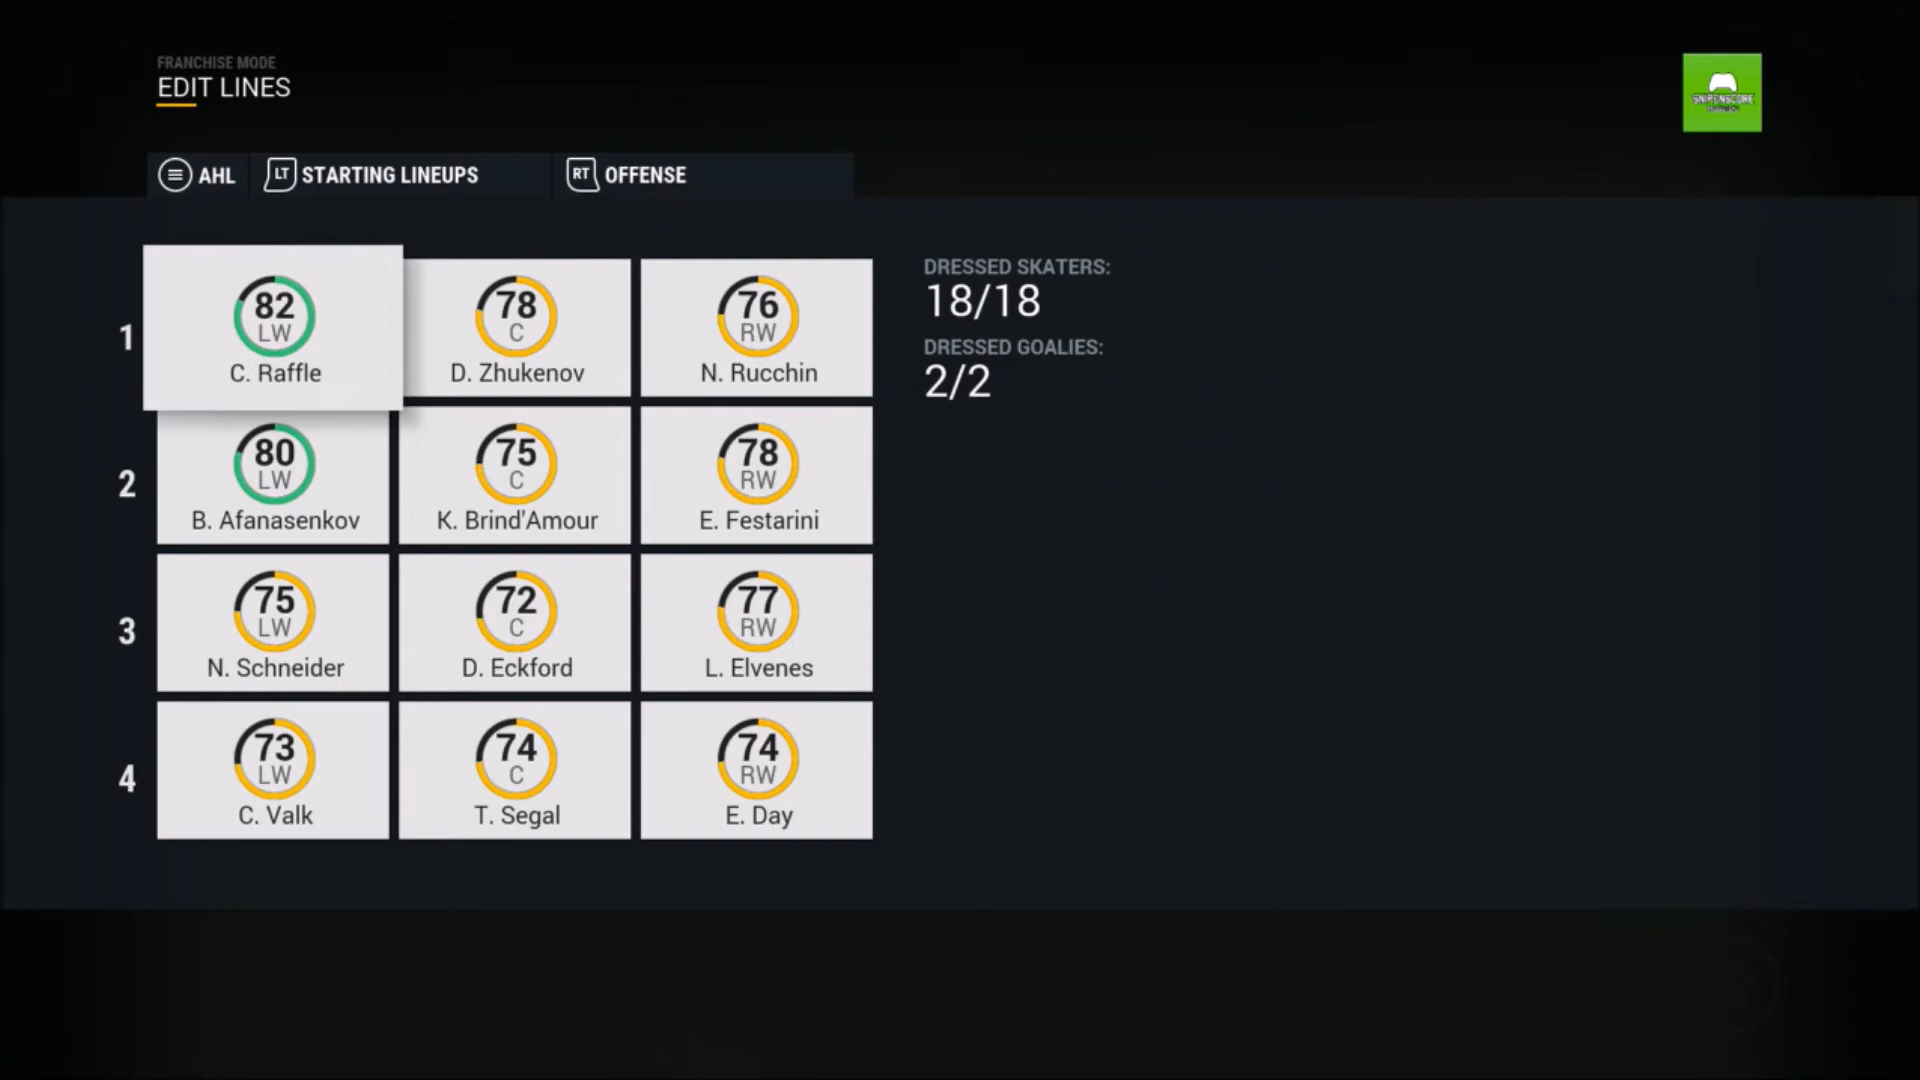 FRANCHISE MODE
EDIT LINES
SNIPENSCORE
AHL
LT STARTING LINEUPS
RT OFFENSE
1
82
LW
C. Raffle
78
C
D. Zhukenov
76
RW
N. Rucchin
2
80
LW
B. Afanasenkov
75
C
K. Brind'Amour
78
RW
E. Festarini
3
75
LW
N. Schneider
72
C
D. Eckford
77
RW
L. Elvenes
4
73
LW
C. Valk
74
C
T. Segal
74
RW
E. Day
DRESSED SKATERS:
18/18
DRESSED GOALIES:
2/2